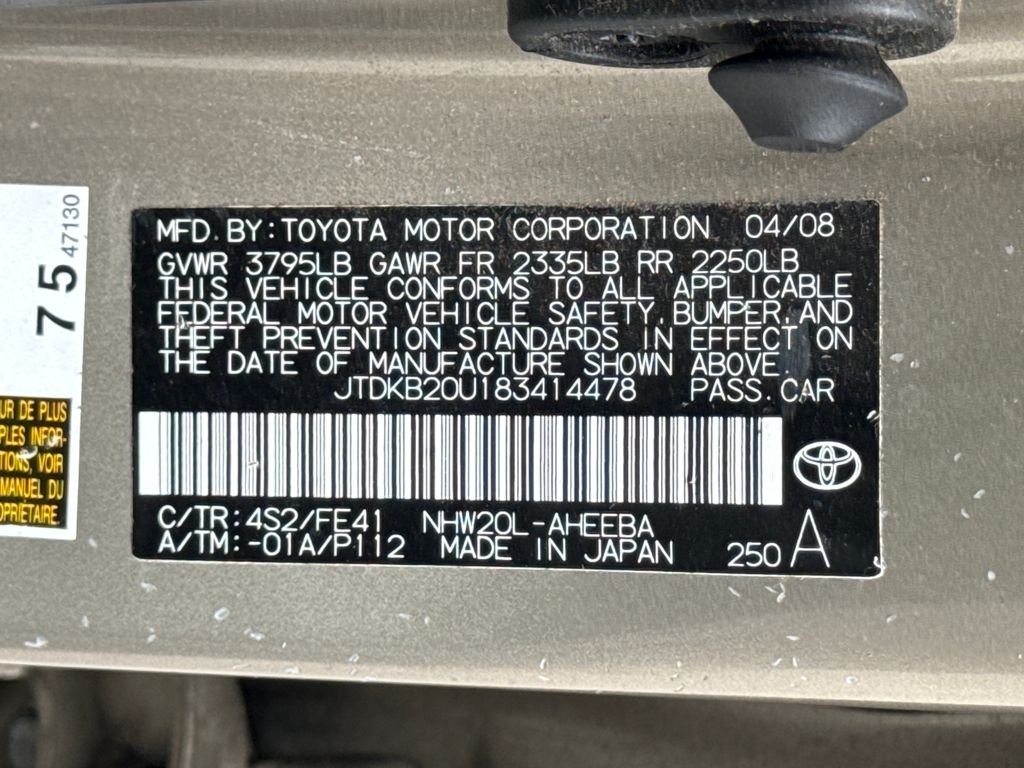 75
47130
UR DE PLUS
PLES INFOR-
TIONS, VOIR
MANUEL DU
OPRIÉTAIRE.
MFD. BY: TOYOTA MOTOR CORPORATION 04/08
GVWR 3795LB GAWR FR 2335LB RR 2250LB
THIS VEHICLE CONFORMS TO ALL APPLICABLE
FEDERAL MOTOR VEHICLE SAFETY, BUMPER, AND
THEFT PREVENTION STANDARDS IN EFFECT ON
THE DATE OF MANUFACTURE SHOWN ABOVE.
JTDKB20U183414478 PASS. CAR
C/TR: 4S2/FE41 NHW20L-AHEEBA
A/TM: -01A/P112 MADE IN JAPAN 250 A